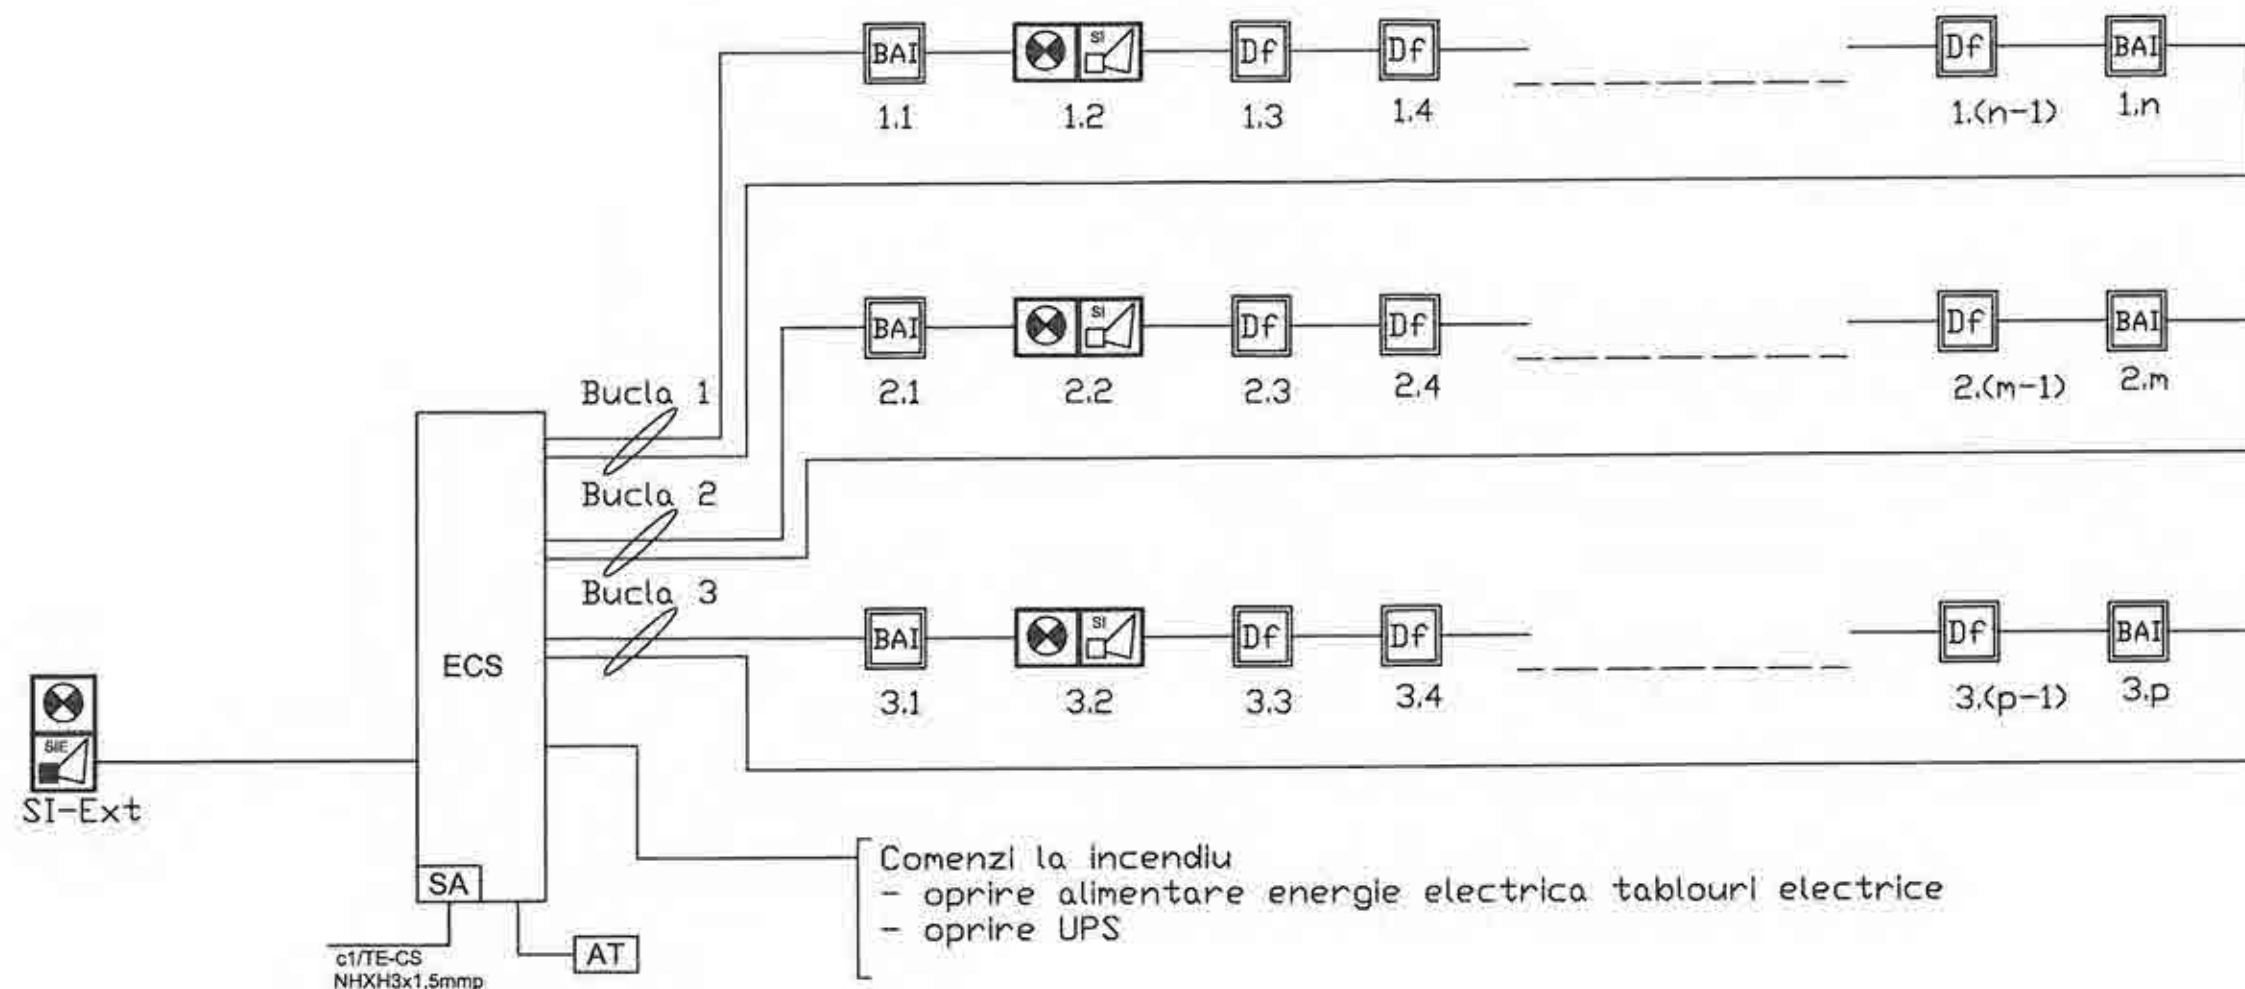 BAI SI Df Df Df BAI
1.1 1.2 1.3 1.4 1.(n-1) 1.n
BAI SI Df Df Df BAI
2.1 2.2 2.3 2.4 2.(m-1) 2.m
Bucla 1
Bucla 2
Bucla 3
BAI SI Df Df Df BAI
3.1 3.2 3.3 3.4 3.(p-1) 3.p
ECS
SIE
SI-Ext
SA
AT
c1/TE-CS
NHXH3x1,5mmp
Comenzi la incendiu
- oprire alimentare energie electrica tablouri electrice
- oprire UPS